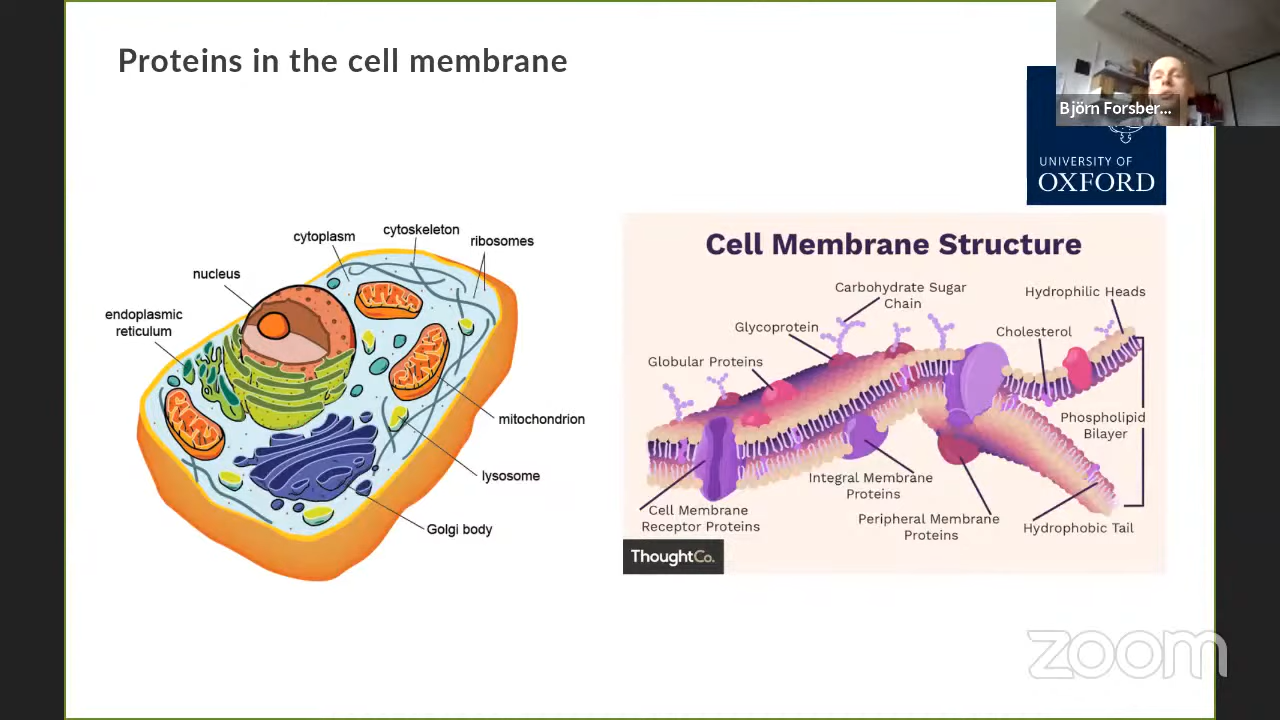 Proteins in the cell membrane
Björn Forsber...
UNIVERSITY OF
OXFORD
cytoplasm
cytoskeleton
ribosomes
nucleus
endoplasmic
reticulum
mitochondrion
lysosome
Golgi body
Cell Membrane Structure
Carbohydrate Sugar
Chain
Hydrophilic Heads
Glycoprotein
Cholesterol
Globular Proteins
Phospholipid
Bilayer
Integral Membrane
Proteins
Cell Membrane
Receptor Proteins
Peripheral Membrane
Proteins
Hydrophobic Tail
ThoughtCo.
zoom